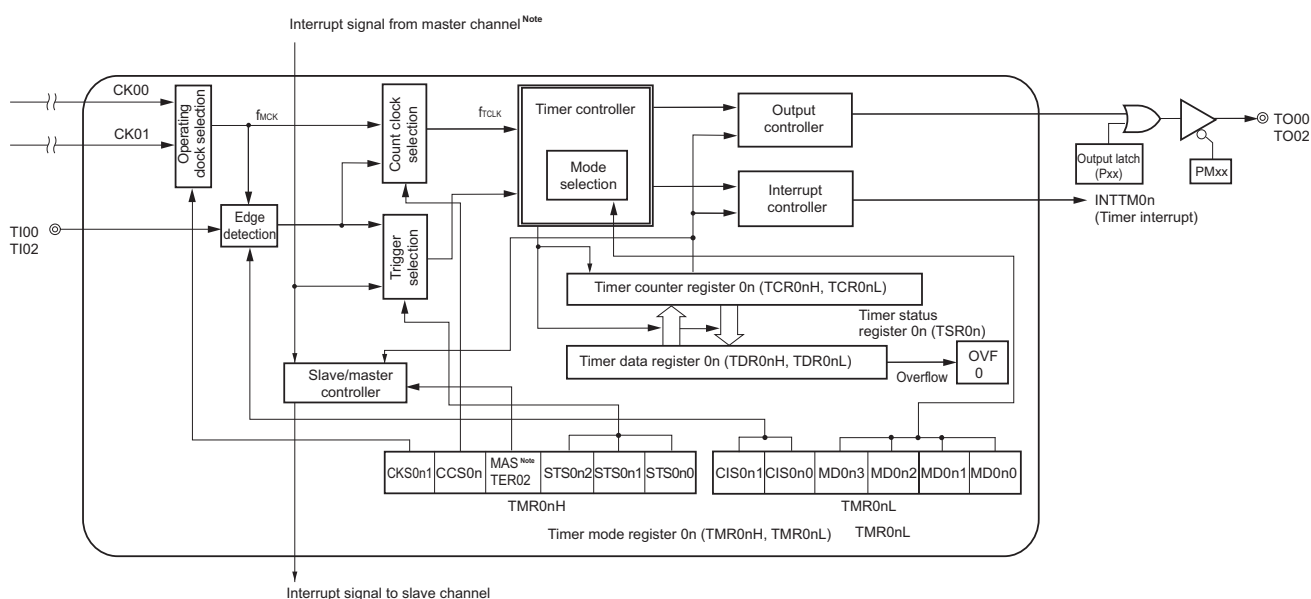 Interrupt signal from master channel Note
CK00
CK01
Operating
clock selection
fMCK
Count clock
selection
fTCLK
Timer controller
Mode
selection
Output
controller
Interrupt
controller
TO00
TO02
Output latch
(Pxx)
PMxx
INTTM0n
(Timer interrupt)
TI00
TI02
Edge
detection
Trigger
selection
Timer counter register 0n (TCR0nH, TCR0nL)
Timer status
register 0n (TSR0n)
Timer data register 0n (TDR0nH, TDR0nL)
Overflow
OVF
0
Slave/master
controller
CKS0n1
CCS0n
MAS Note
TER02
STS0n2
STS0n1
STS0n0
CIS0n1
CIS0n0
MD0n3
MD0n2
MD0n1
MD0n0
TMR0nH
TMR0nL
Timer mode register 0n (TMR0nH, TMR0nL)
TMR0nL
Interrupt signal to slave channel